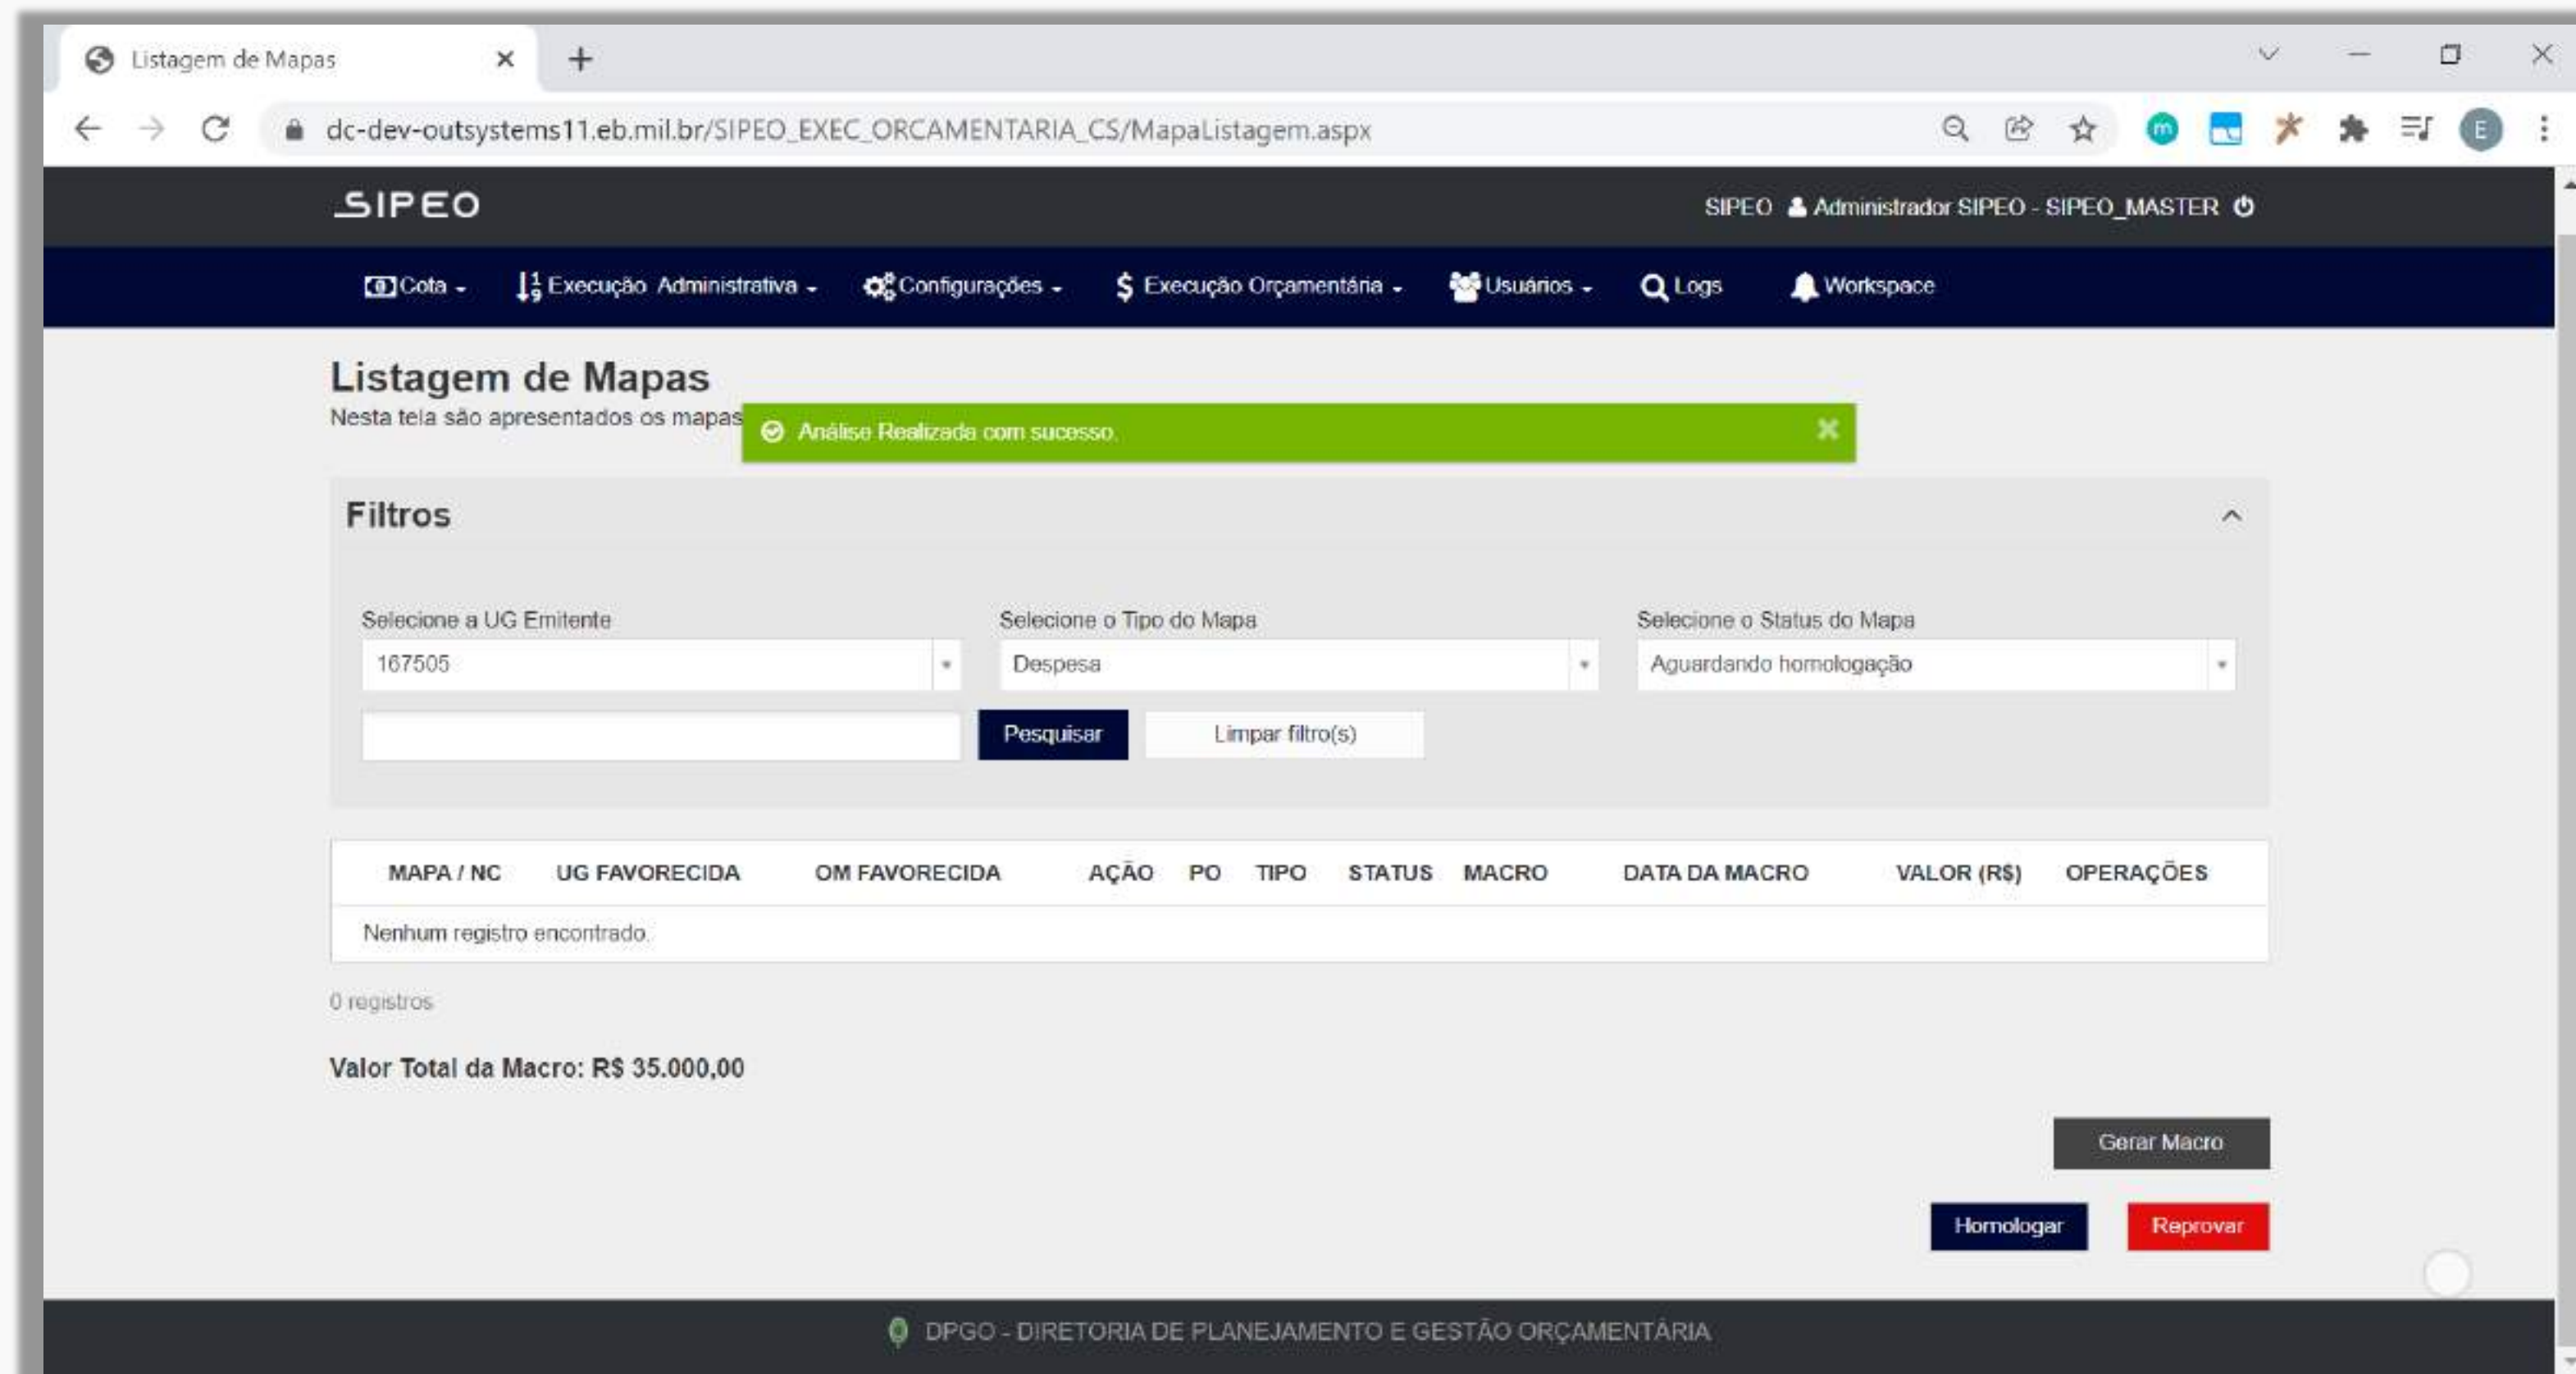 Listagem de Mapas
dc-dev-outsystems11.eb.mil.br/SIPEO_EXEC_ORCAMENTARIA_CS/MapaListagem.aspx
m
E
SIPEO
SIPEO Administrador SIPEO - SIPEO_MASTER
Cota
Execução Administrativa
Configurações
$ Execução Orçamentária
Usuários
Logs
Workspace
Listagem de Mapas
Nesta tela são apresentados os mapas
Análise Realizada com sucesso.
Filtros
Selecione a UG Emitente
Selecione o Tipo do Mapa
Selecione o Status do Mapa
167505
Despesa
Aguardando homologação
Pesquisar
Limpar filtro(s)
MAPA / NC UG FAVORECIDA OM FAVORECIDA AÇÃO PO TIPO STATUS MACRO DATA DA MACRO VALOR (R$) OPERAÇÕES
Nenhum registro encontrado.
0 registros
Valor Total da Macro: R$ 35.000,00
Gerar Macro
Homologar
Reprovar
DPGO - DIRETORIA DE PLANEJAMENTO E GESTÃO ORÇAMENTÁRIA